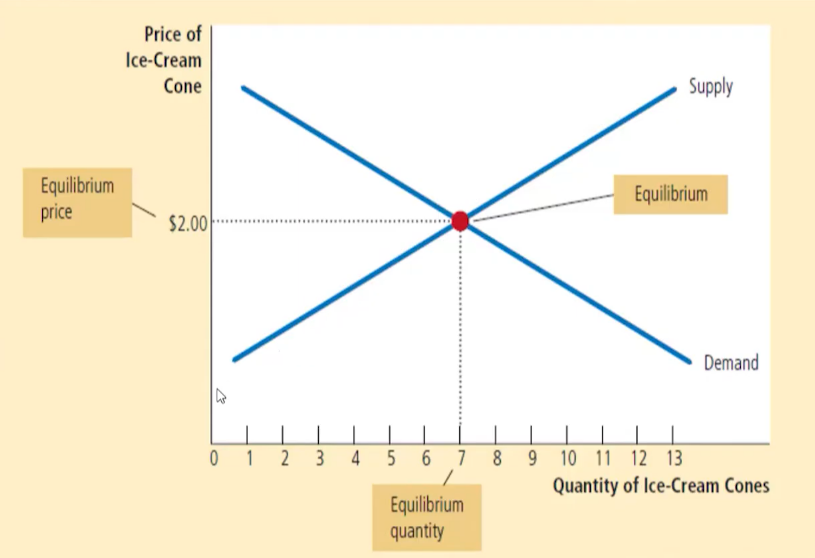 Price of
Ice-Cream
Cone
Supply
Equilibrium
price
Equilibrium
$2.00
Demand
0 1 2 3 4 5 6 7 8 9 10 11 12 13
Quantity of Ice-Cream Cones
Equilibrium
quantity